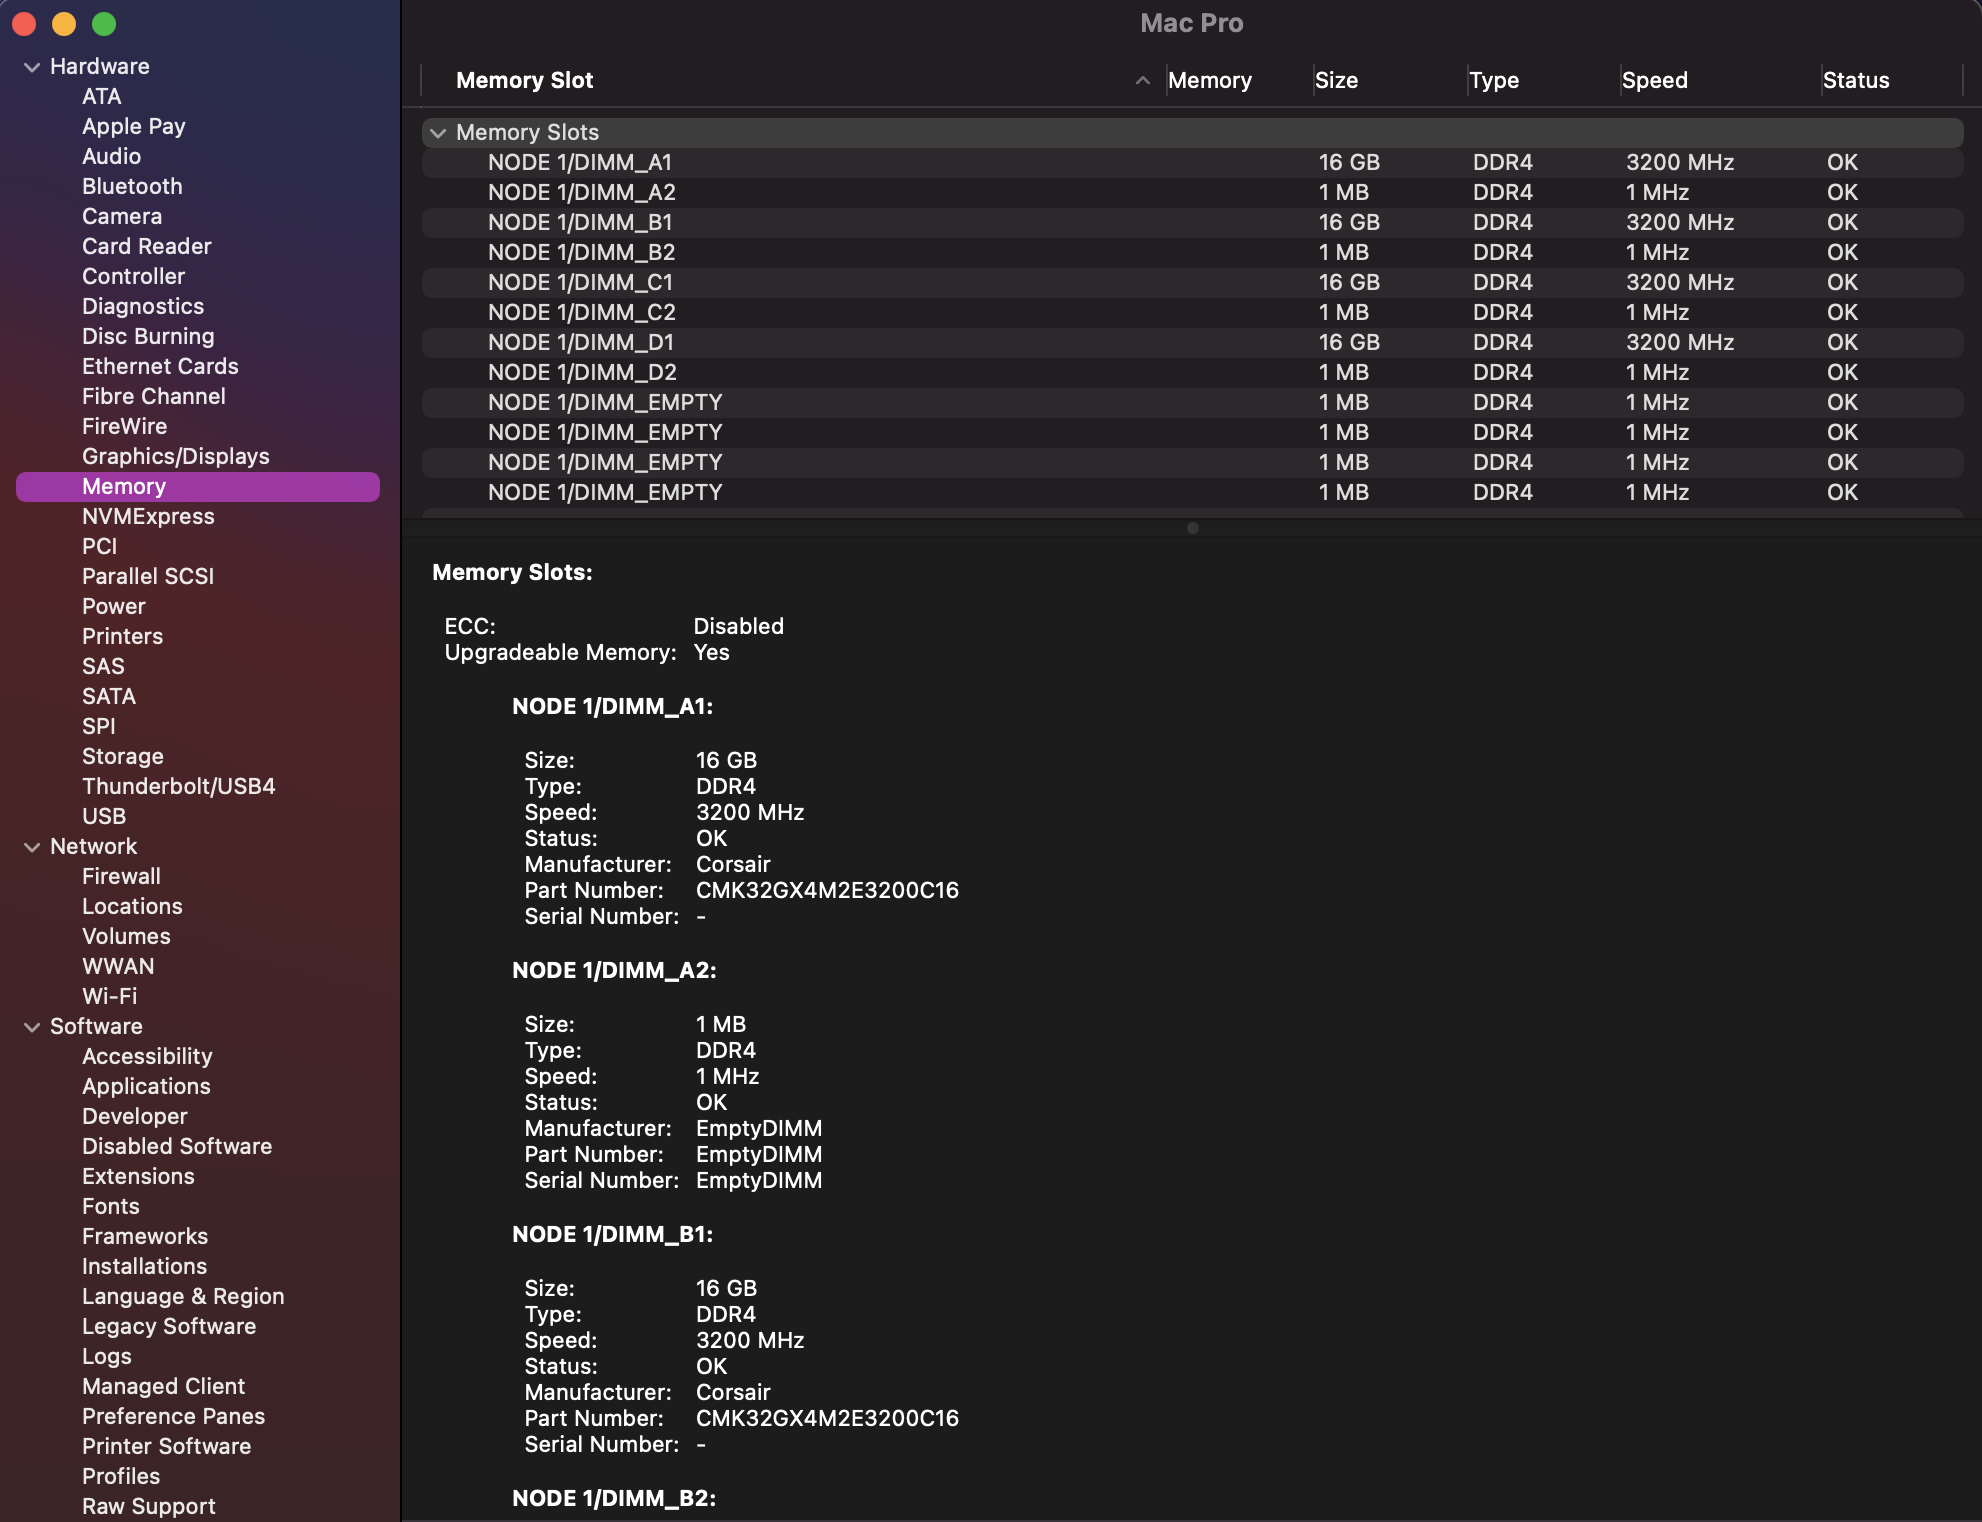 Mac Pro
Hardware
ATA
Apple Pay
Audio
Bluetooth
Camera
Card Reader
Controller
Diagnostics
Disc Burning
Ethernet Cards
Fibre Channel
FireWire
Graphics/Displays
Memory
NVMExpress
PCI
Parallel SCSI
Power
Printers
SAS
SATA
SPI
Storage
Thunderbolt/USB4
USB
Network
Firewall
Locations
Volumes
WWAN
Wi-Fi
Software
Accessibility
Applications
Developer
Disabled Software
Extensions
Fonts
Frameworks
Installations
Language & Region
Legacy Software
Logs
Managed Client
Preference Panes
Printer Software
Profiles
Raw Support
Memory Slot Memory Size Type Speed Status
Memory Slots
NODE 1/DIMM_A1 16 GB DDR4 3200 MHz OK
NODE 1/DIMM_A2 1 MB DDR4 1 MHz OK
NODE 1/DIMM_B1 16 GB DDR4 3200 MHz OK
NODE 1/DIMM_B2 1 MB DDR4 1 MHz OK
NODE 1/DIMM_C1 16 GB DDR4 3200 MHz OK
NODE 1/DIMM_C2 1 MB DDR4 1 MHz OK
NODE 1/DIMM_D1 16 GB DDR4 3200 MHz OK
NODE 1/DIMM_D2 1 MB DDR4 1 MHz OK
NODE 1/DIMM_EMPTY 1 MB DDR4 1 MHz OK
NODE 1/DIMM_EMPTY 1 MB DDR4 1 MHz OK
NODE 1/DIMM_EMPTY 1 MB DDR4 1 MHz OK
NODE 1/DIMM_EMPTY 1 MB DDR4 1 MHz OK
Memory Slots:
ECC: Disabled
Upgradeable Memory: Yes
NODE 1/DIMM_A1:
Size: 16 GB
Type: DDR4
Speed: 3200 MHz
Status: OK
Manufacturer: Corsair
Part Number: CMK32GX4M2E3200C16
Serial Number: -
NODE 1/DIMM_A2:
Size: 1 MB
Type: DDR4
Speed: 1 MHz
Status: OK
Manufacturer: EmptyDIMM
Part Number: EmptyDIMM
Serial Number: EmptyDIMM
NODE 1/DIMM_B1:
Size: 16 GB
Type: DDR4
Speed: 3200 MHz
Status: OK
Manufacturer: Corsair
Part Number: CMK32GX4M2E3200C16
Serial Number: -
NODE 1/DIMM_B2: